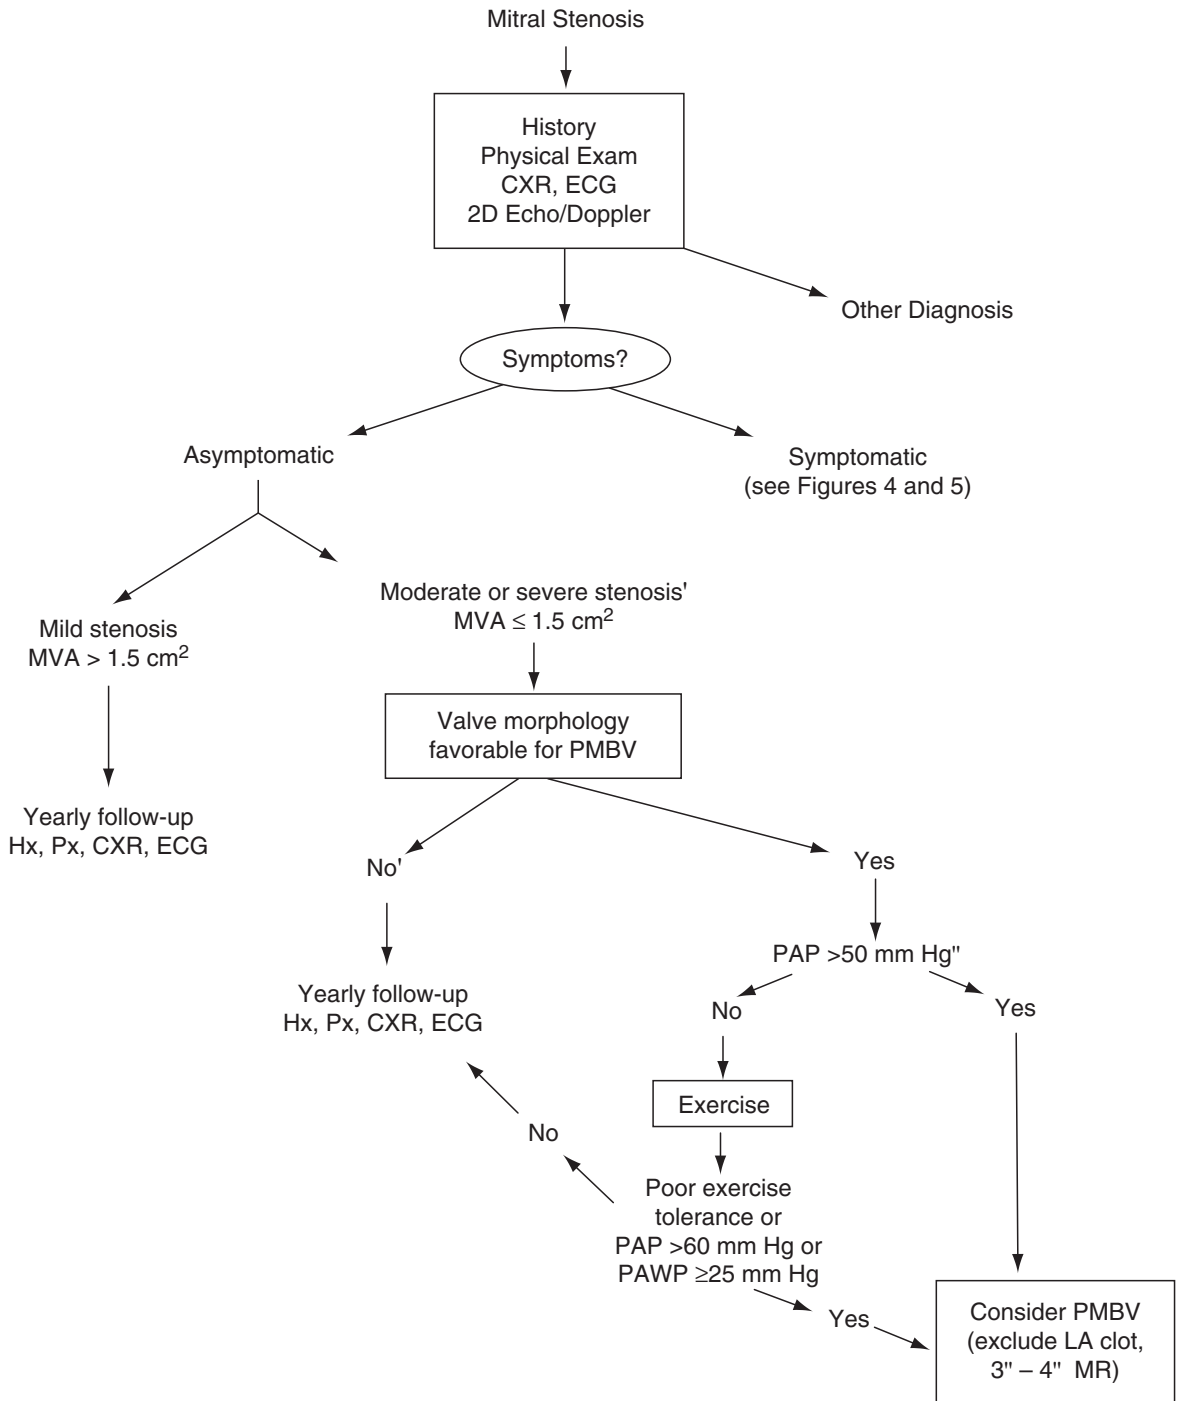 Mitral Stenosis
History
Physical Exam
CXR, ECG
2D Echo/Doppler
Other Diagnosis
Symptoms?
Asymptomatic
Symptomatic
(see Figures 4 and 5)
Moderate or severe stenosis'
MVA ≤ 1.5 cm2
Mild stenosis
MVA > 1.5 cm2
Valve morphology
favorable for PMBV
Yearly follow-up
Hx, Px, CXR, ECG
No'
Yes
PAP >50 mm Hg"
Yearly follow-up
Hx, Px, CXR, ECG
No
Yes
Exercise
No
Poor exercise
tolerance or
PAP >60 mm Hg or
PAWP ≥25 mm Hg
Yes
Consider PMBV
(exclude LA clot,
3" – 4" MR)